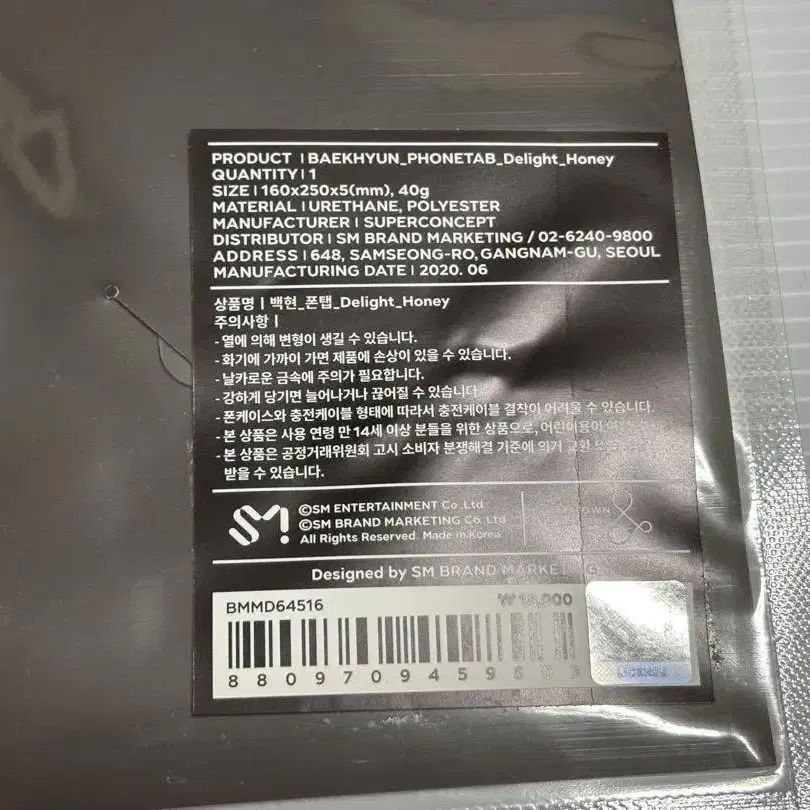 PRODUCT | BAEKHYUN_PHONETAB_Delight_Honey
QUANTITY | 1
SIZE | 160x250x5(mm), 40g
MATERIAL | URETHANE, POLYESTER
MANUFACTURER | SUPERCONCEPT
DISTRIBUTOR | SM BRAND MARKETING / 02-6240-9800
ADDRESS | 648, SAMSEONG-RO, GANGNAM-GU, SEOUL
MANUFACTURING DATE | 2020. 06
상품명 | 백현_폰탭_Delight_Honey
주의사항 |
- 열에 의해 변형이 생길 수 있습니다.
- 화기에 가까이 가면 제품에 손상이 있을 수 있습니다.
- 날카로운 금속에 주의가 필요합니다.
- 강하게 당기면 늘어나거나 끊어질 수 있습니다.
- 폰케이스와 충전케이블 형태에 따라서 충전케이블 결착이 어려울 수 있습니다.
- 본 상품은 사용 연령 만 14세 이상 분들을 위한 상품으로, 어린이용이
- 본 상품은 공정거래위원회 고시 소비자 분쟁해결 기준에 의거 교환
받을 수 있습니다.
SM!
©SM ENTERTAINMENT Co.,Ltd
©SM BRAND MARKETING Co.,Ltd
All Rights Reserved. Made in Korea
Designed by SM BRAND MARKETING
BMMD64516
8809709459